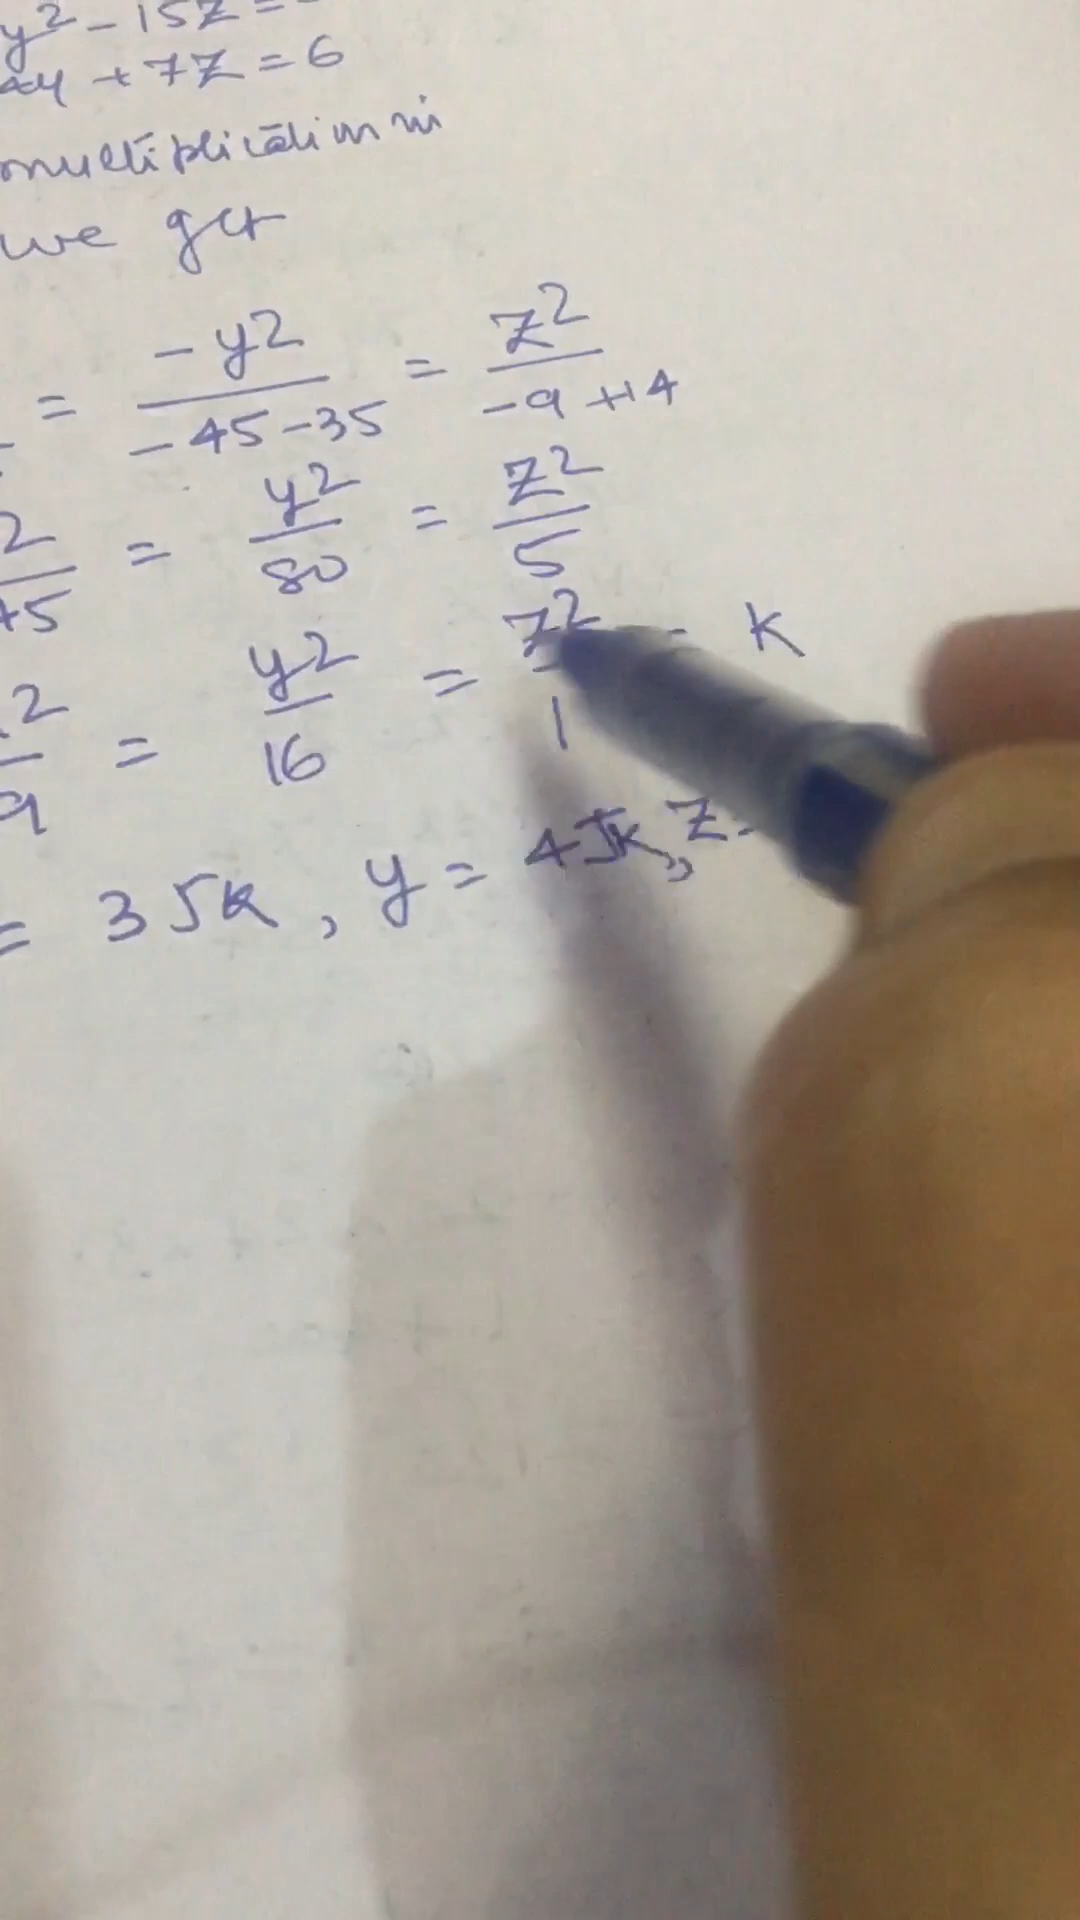 y2 - 15z =
4y + 7z = 6
multiplication in
we get
= -y2/-45-35 = z2/-9+14
2/45 = y2/80 = z2/5
2/9 = y2/16 = z2/1 = k
= 3√k, y = 4√k, z =